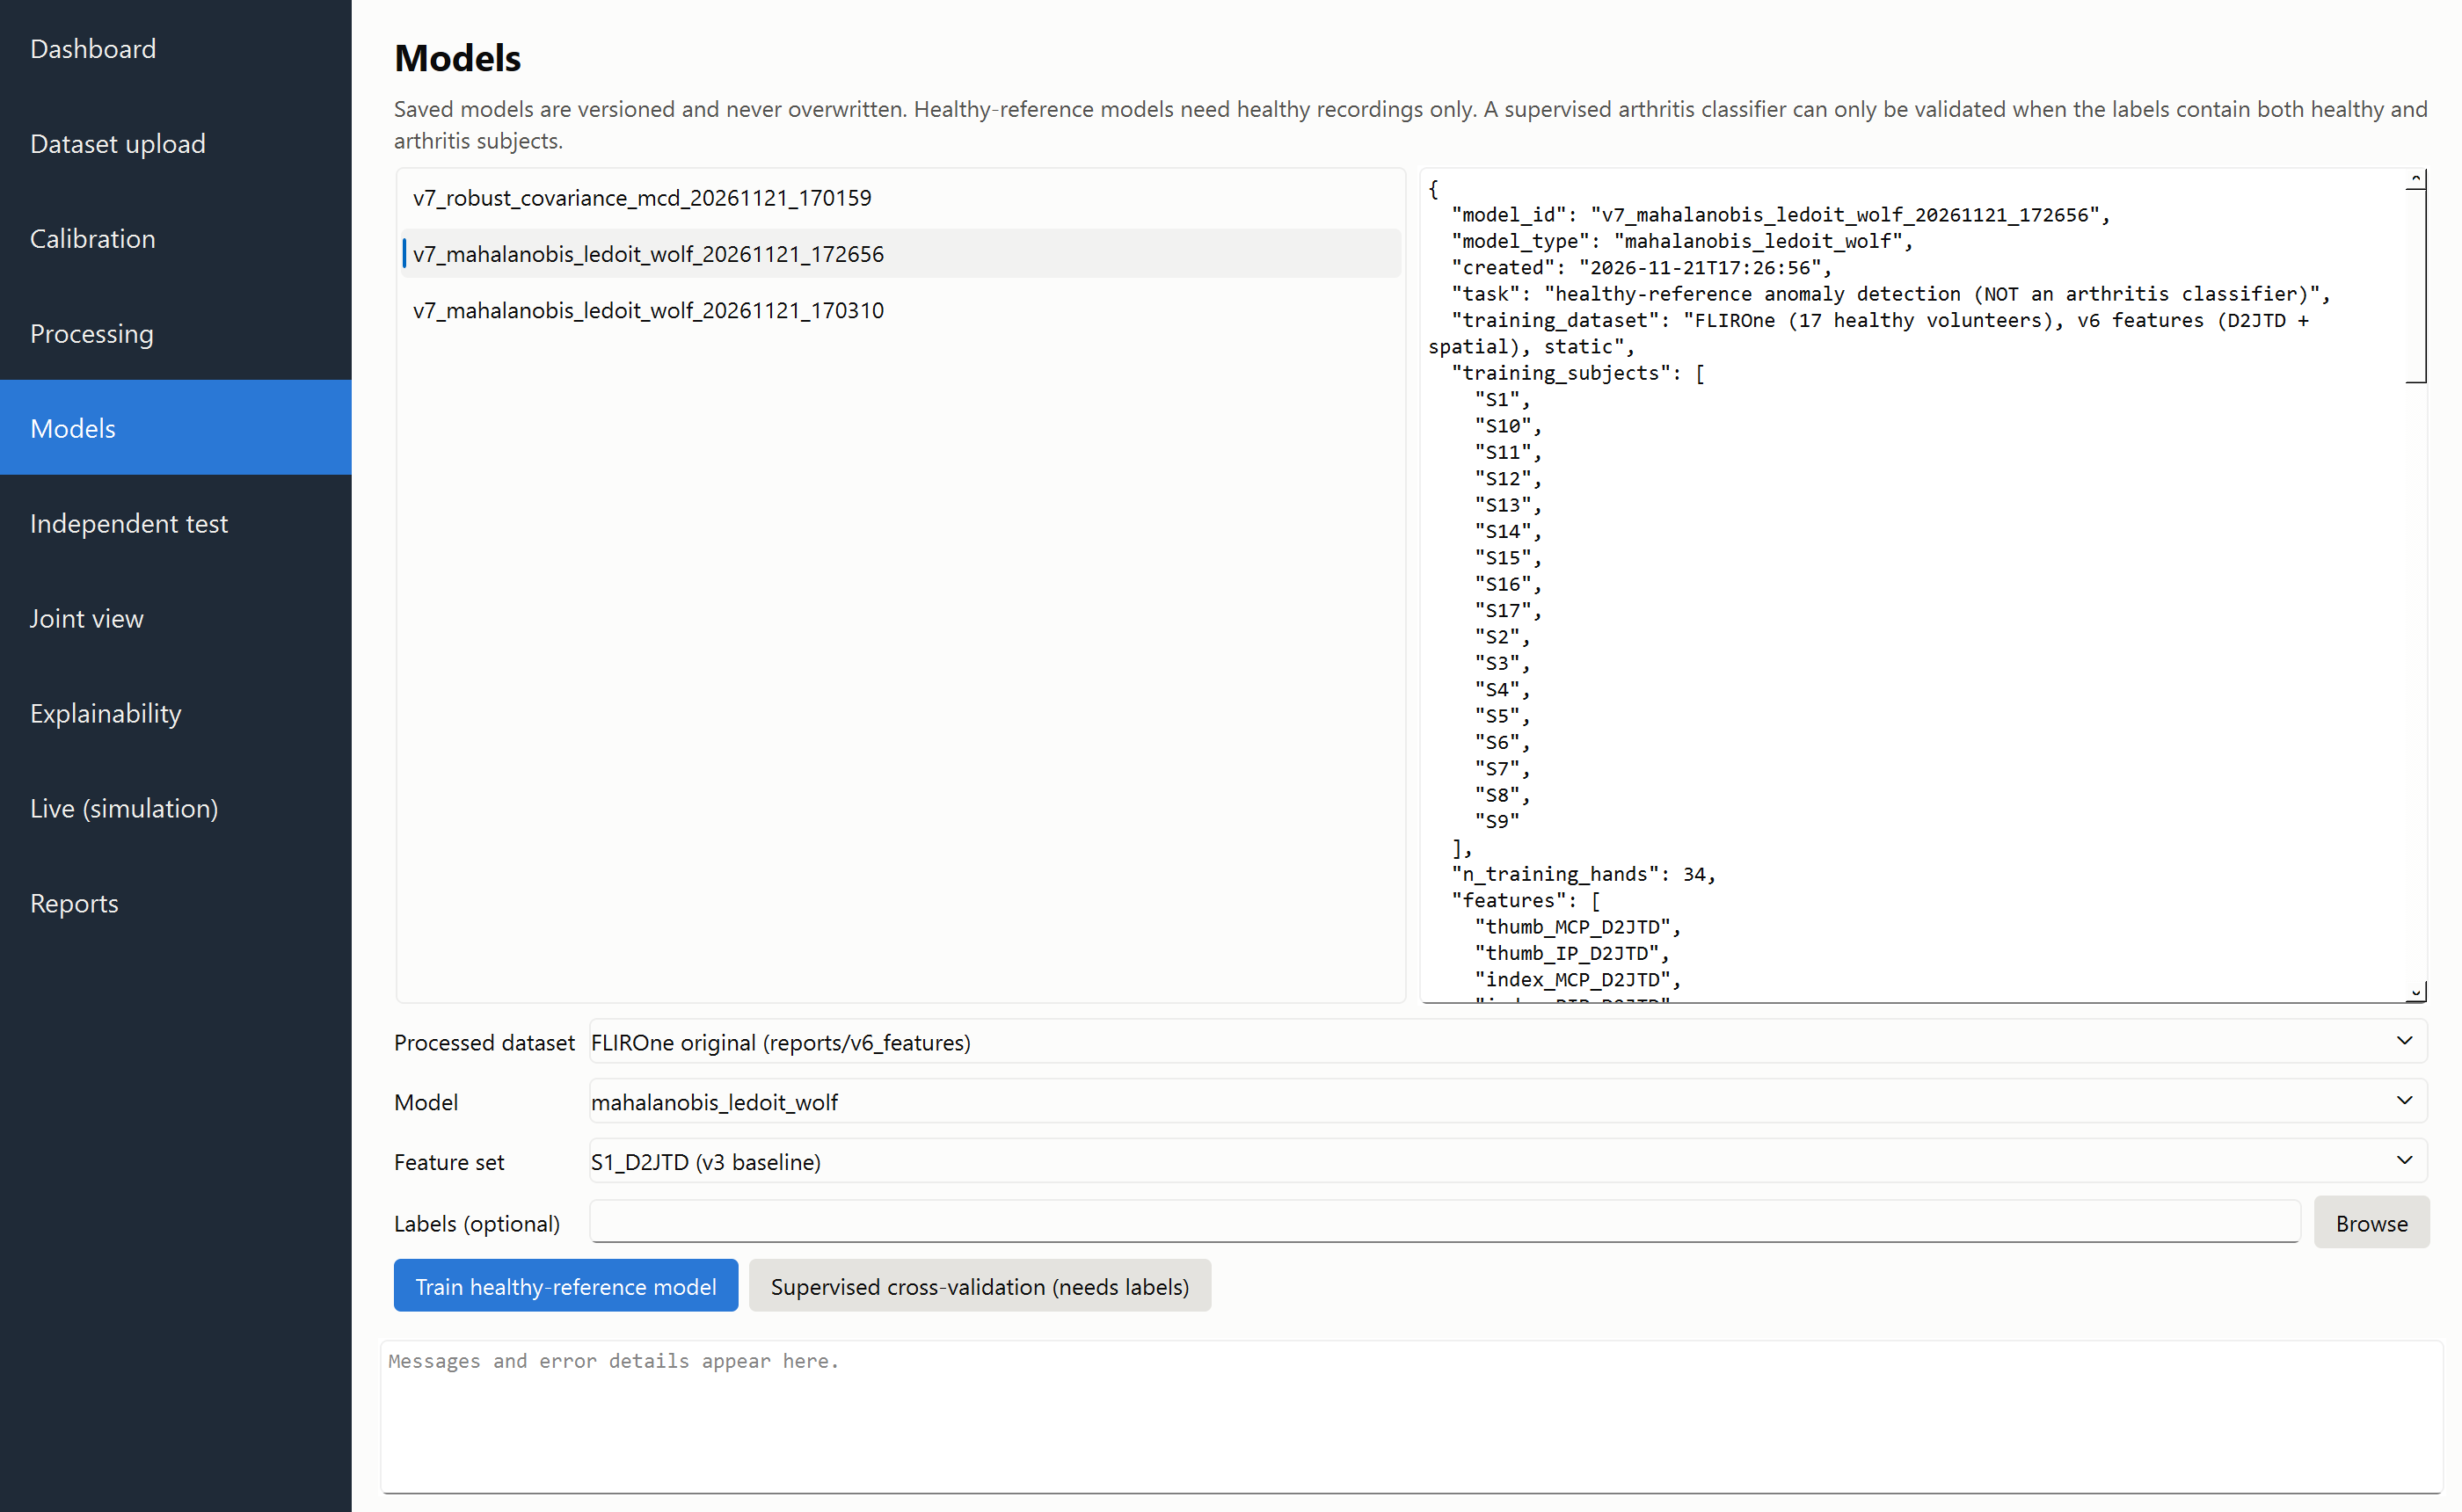 Dashboard
Dataset upload
Calibration
Processing
Models
Independent test
Joint view
Explainability
Live (simulation)
Reports
Models
Saved models are versioned and never overwritten. Healthy-reference models need healthy recordings only. A supervised arthritis classifier can only be validated when the labels contain both healthy and
arthritis subjects.
v7_robust_covariance_mcd_20261121_170159
v7_mahalanobis_ledoit_wolf_20261121_172656
v7_mahalanobis_ledoit_wolf_20261121_170310
{
"model_id": "v7_mahalanobis_ledoit_wolf_20261121_172656",
"model_type": "mahalanobis_ledoit_wolf",
"created": "2026-11-21T17:26:56",
"task": "healthy-reference anomaly detection (NOT an arthritis classifier)",
"training_dataset": "FLIROne (17 healthy volunteers), v6 features (D2JTD +
spatial), static",
"training_subjects": [
"S1",
"S10",
"S11",
"S12",
"S13",
"S14",
"S15",
"S16",
"S17",
"S2",
"S3",
"S4",
"S5",
"S6",
"S7",
"S8",
"S9"
],
"n_training_hands": 34,
"features": [
"thumb_MCP_D2JTD",
"thumb_IP_D2JTD",
"index_MCP_D2JTD",
Processed dataset FLIROne original (reports/v6_features)
Model mahalanobis_ledoit_wolf
Feature set S1_D2JTD (v3 baseline)
Labels (optional) Browse
Train healthy-reference model Supervised cross-validation (needs labels)
Messages and error details appear here.